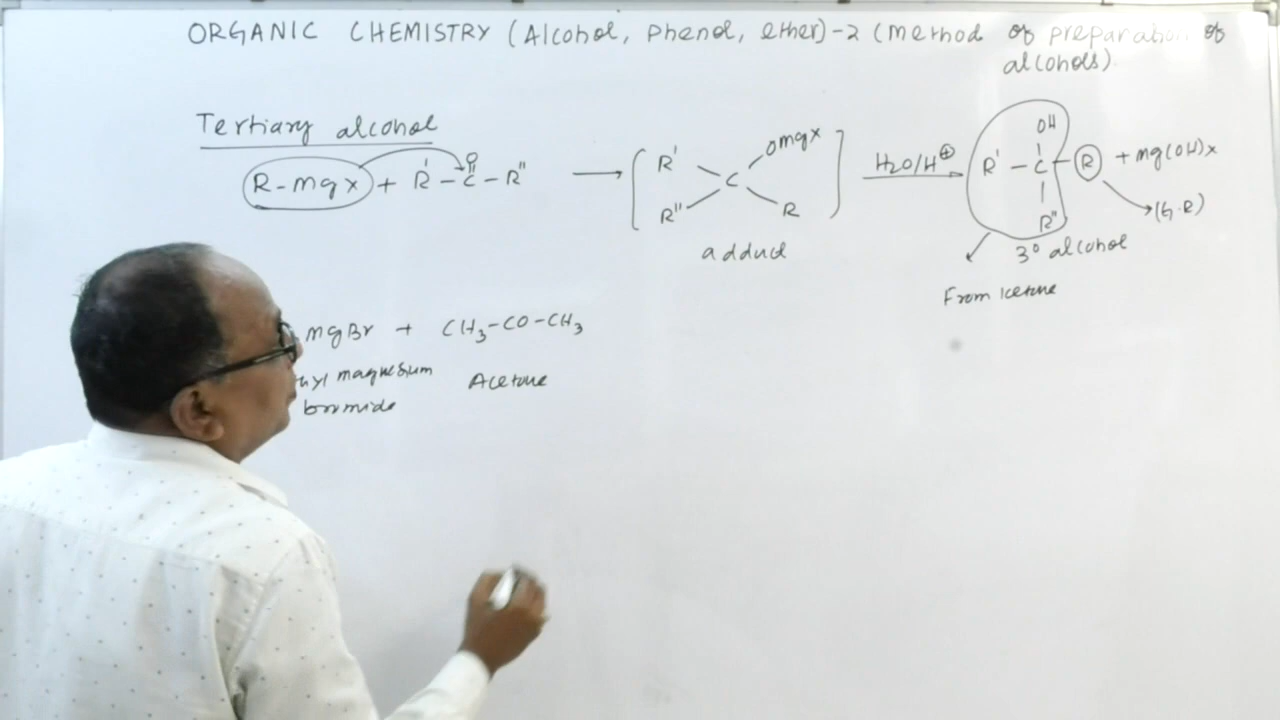 ORGANIC CHEMISTRY (Alcohol, Phenol, ether)-2 (Method of preparation of
alcohols).
Tertiary alcohol
R-mgx + R' - C - R'' → [ R' R'' C OmgX R ] H2O/H⊕ → R' - C - R + mg(OH)x
O
OH
R''
(G.R)
adduct
3° alcohol
From ketone
mgBr + CH3-CO-CH3
magnesium Acetone
bromide